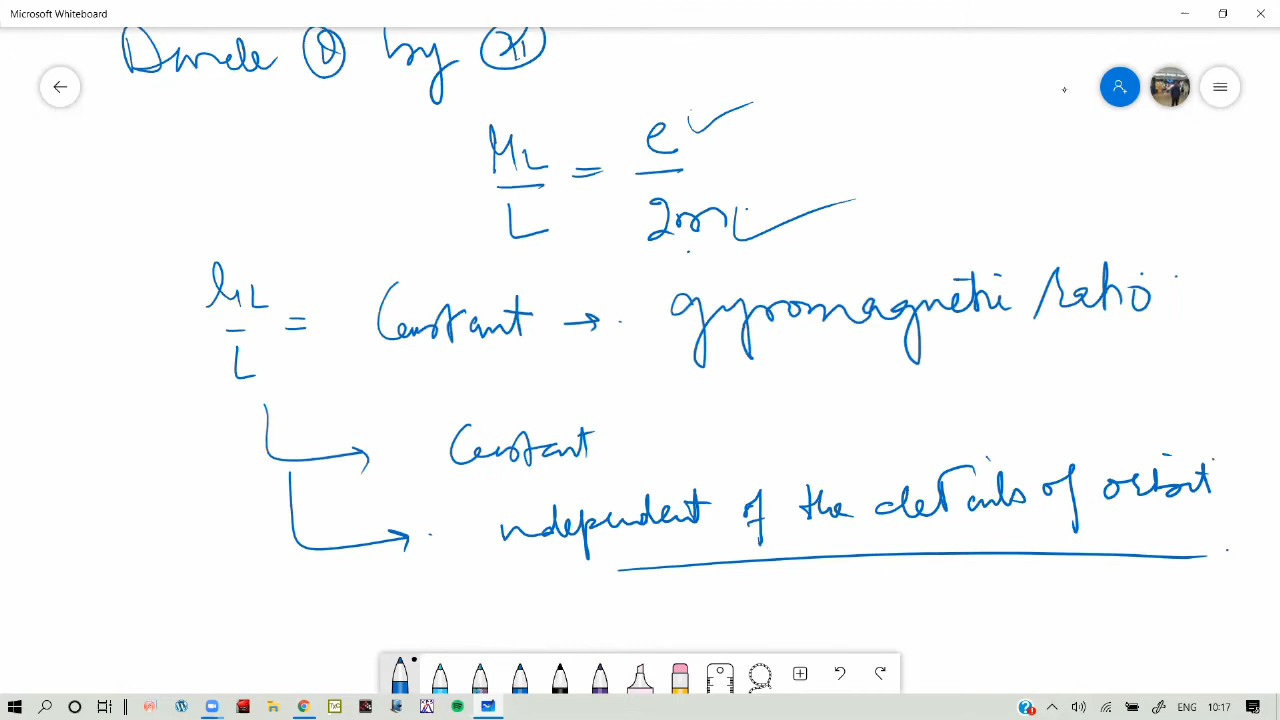 Microsoft Whiteboard
Divide ① by ⑪
μL/L = e/2m
μL/L = Constant → gyromagnetic ratio
Constant
independent of the details of orbit
ENG 10:17